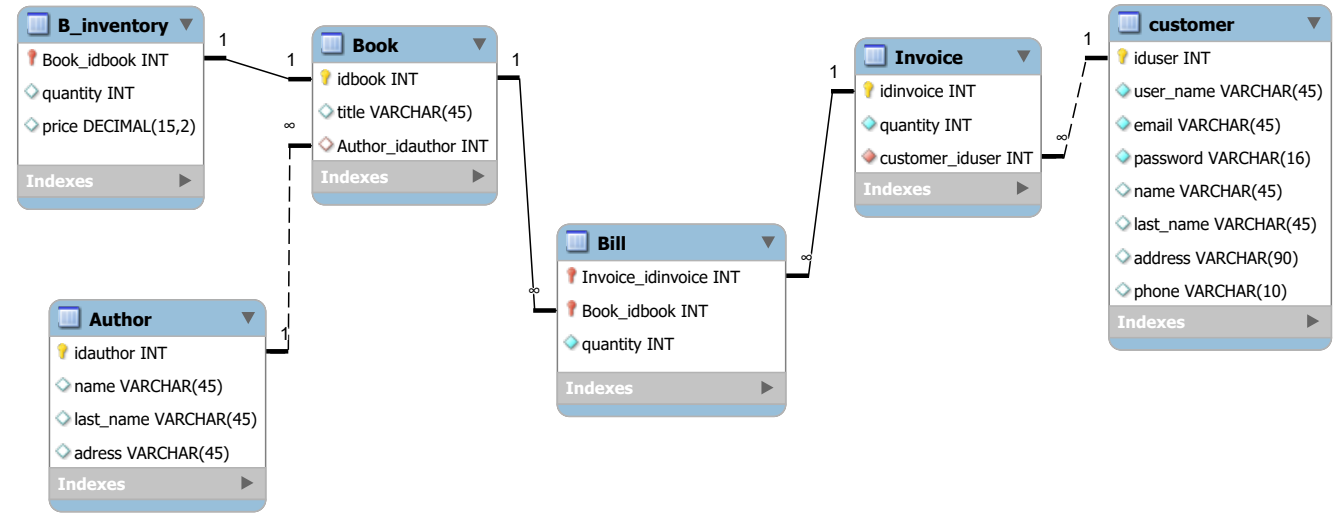 B_inventory
Book_idbook INT
quantity INT
price DECIMAL(15,2)
Indexes
1
1
Book
idbook INT
title VARCHAR(45)
Author_idauthor INT
Indexes
∞
1
Author
idauthor INT
name VARCHAR(45)
last_name VARCHAR(45)
adress VARCHAR(45)
Indexes
1
∞
Bill
Invoice_idinvoice INT
Book_idbook INT
quantity INT
Indexes
∞
1
Invoice
idinvoice INT
quantity INT
customer_iduser INT
Indexes
∞
1
customer
iduser INT
user_name VARCHAR(45)
email VARCHAR(45)
password VARCHAR(16)
name VARCHAR(45)
last_name VARCHAR(45)
address VARCHAR(90)
phone VARCHAR(10)
Indexes